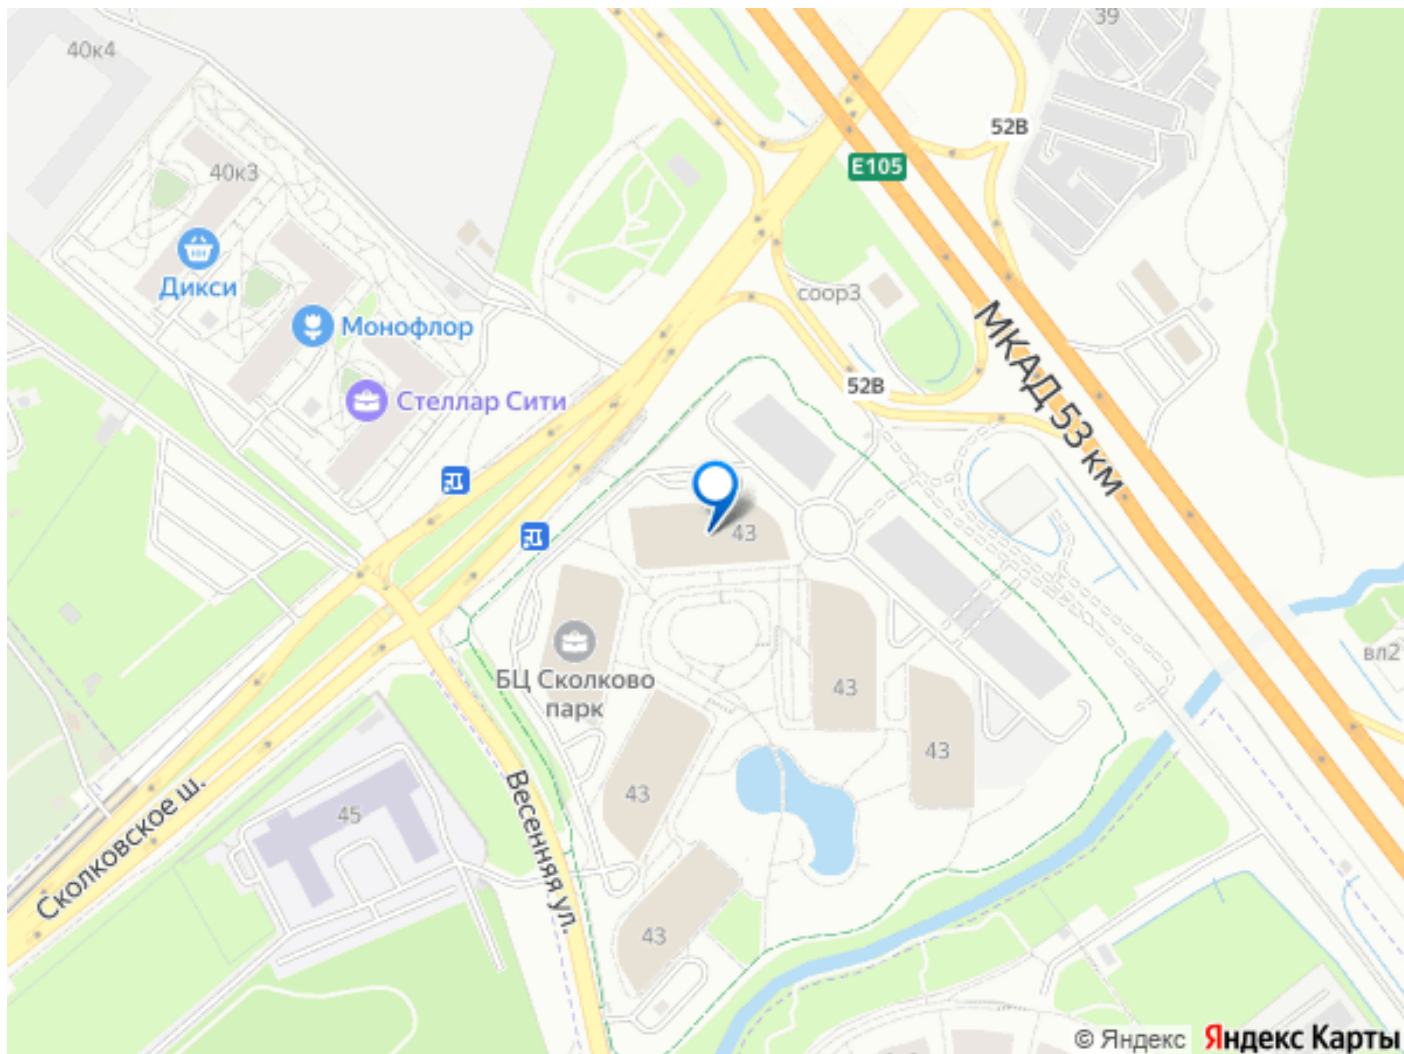 39
40к4
52В
E105
40к3
Дикси
соор3
Монофлор
МКАД 53 км
52В
Стеллар Сити
43
вл2
БЦ Сколково
парк
43
43
43
Весенняя ул.
45
Сколковское ш.
43
© Яндекс Яндекс Карты